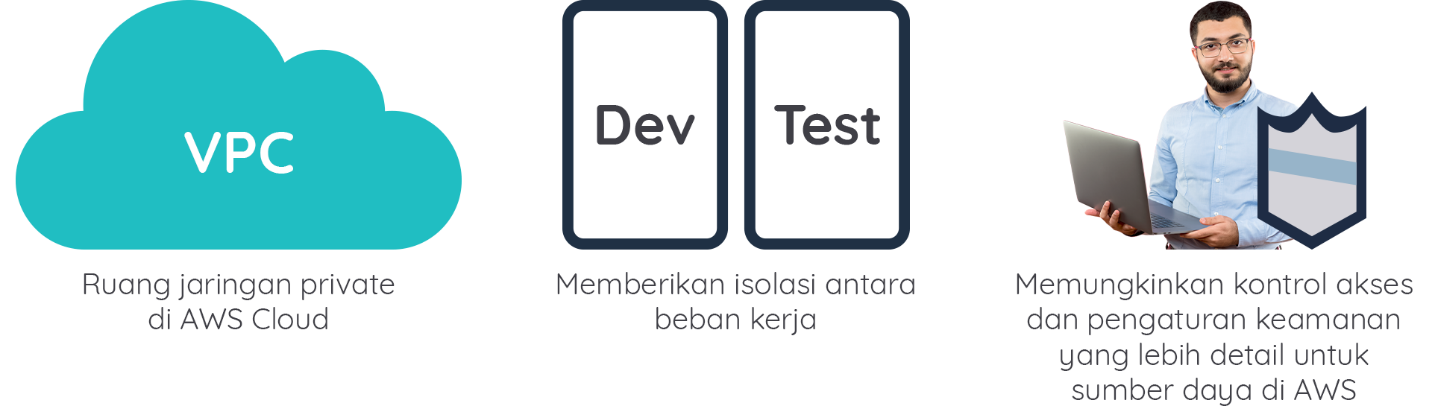 VPC
Ruang jaringan private
di AWS Cloud
Dev
Test
Memberikan isolasi antara
beban kerja
Memungkinkan kontrol akses
dan pengaturan keamanan
yang lebih detail untuk
sumber daya di AWS